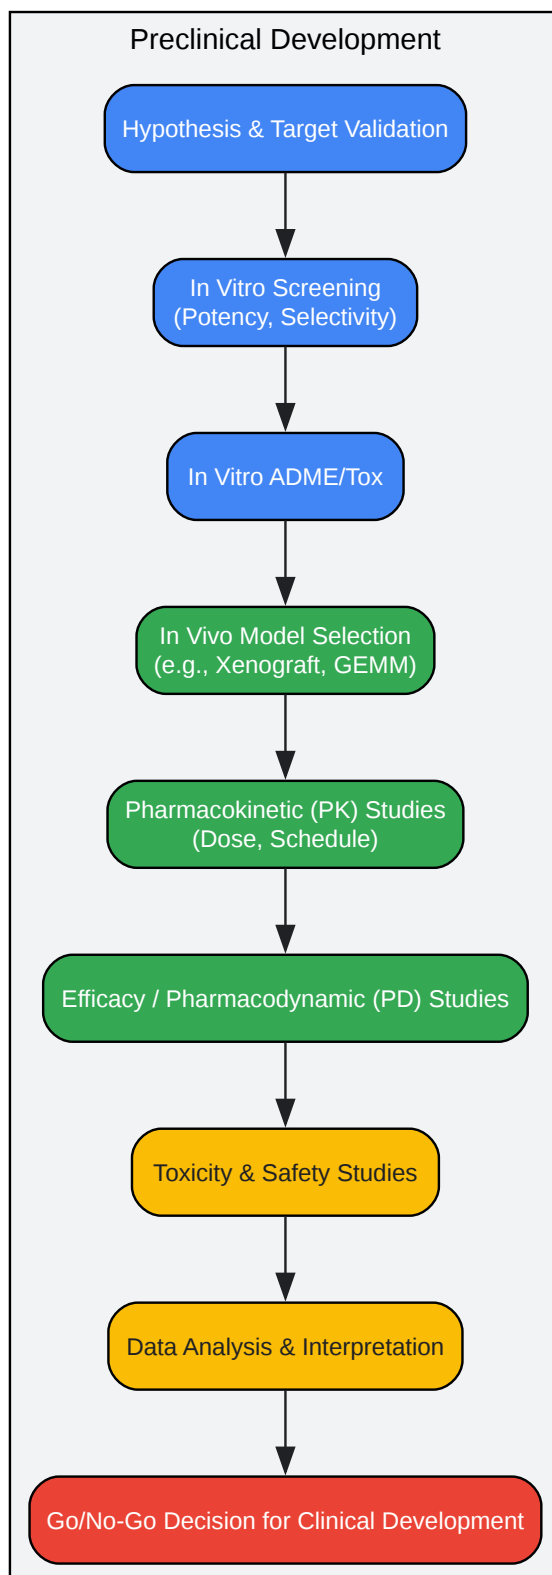 Preclinical Development
Hypothesis & Target Validation
In Vitro Screening
(Potency, Selectivity)
In Vitro ADME/Tox
In Vivo Model Selection
(e.g., Xenograft, GEMM)
Pharmacokinetic (PK) Studies
(Dose, Schedule)
Efficacy / Pharmacodynamic (PD) Studies
Toxicity & Safety Studies
Data Analysis & Interpretation
Go/No-Go Decision for Clinical Development